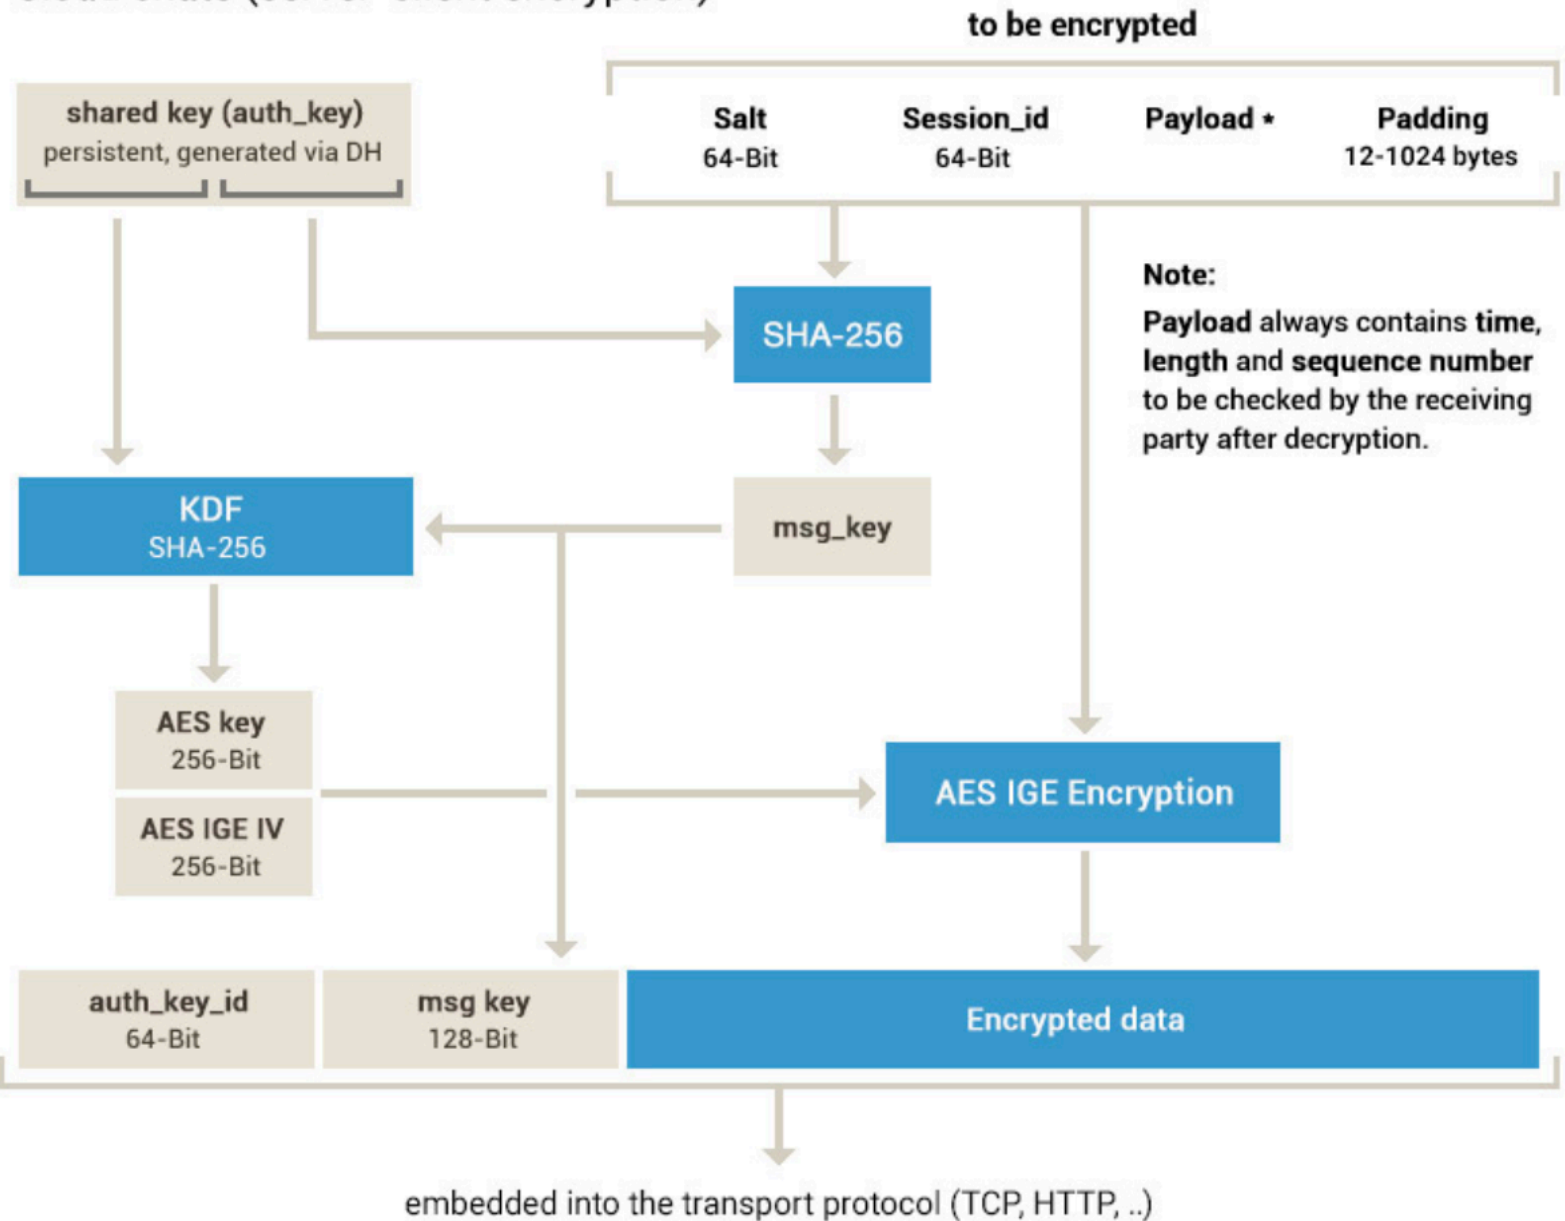 to be encrypted
shared key (auth_key)
persistent, generated via DH
Salt
64-Bit
Session_id
64-Bit
Payload *
Padding
12-1024 bytes
Note:
Payload always contains time,
length and sequence number
to be checked by the receiving
party after decryption.
SHA-256
KDF
SHA-256
msg_key
AES key
256-Bit
AES IGE IV
256-Bit
AES IGE Encryption
auth_key_id
64-Bit
msg key
128-Bit
Encrypted data
embedded into the transport protocol (TCP, HTTP, ..)